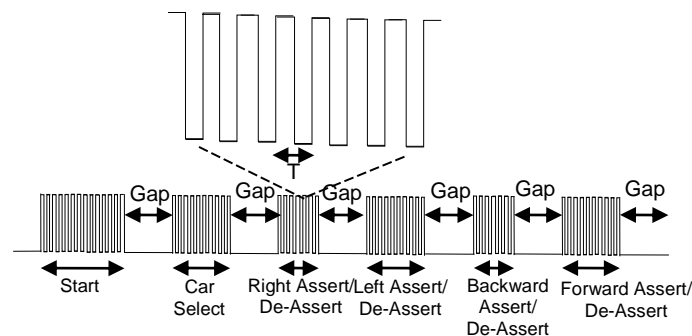 T
Gap Gap Gap Gap Gap Gap
Start
Car
Select
Right Assert/
De-Assert
Left Assert/
De-Assert
Backward
Assert/
De-Assert
Forward Assert/
De-Assert